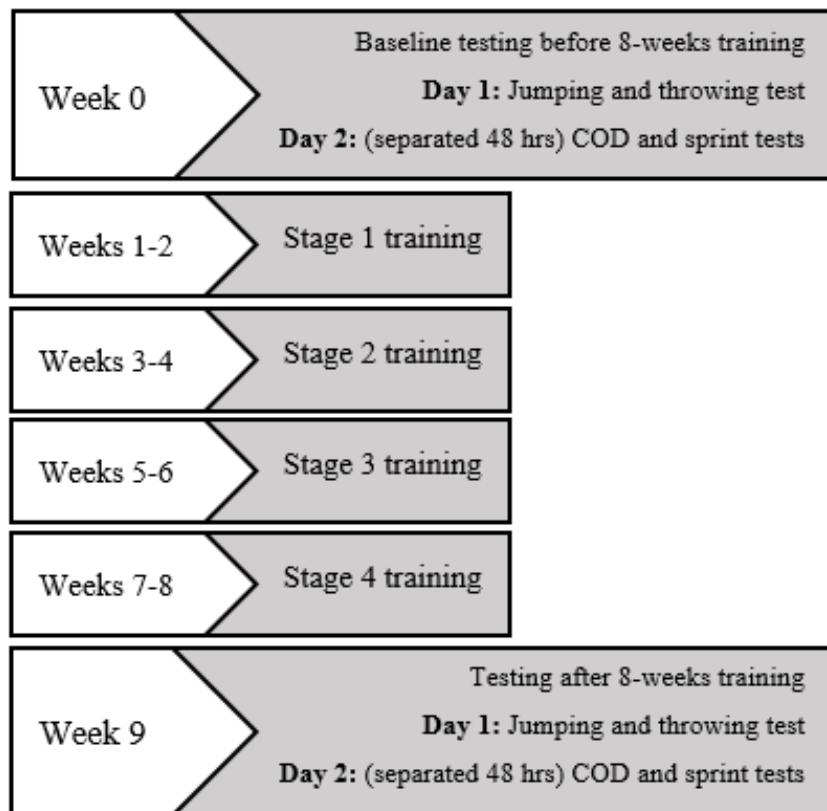 Week 0
Baseline testing before 8-weeks training
Day 1: Jumping and throwing test
Day 2: (separated 48 hrs) COD and sprint tests
Weeks 1-2
Stage 1 training
Weeks 3-4
Stage 2 training
Weeks 5-6
Stage 3 training
Weeks 7-8
Stage 4 training
Week 9
Testing after 8-weeks training
Day 1: Jumping and throwing test
Day 2: (separated 48 hrs) COD and sprint tests